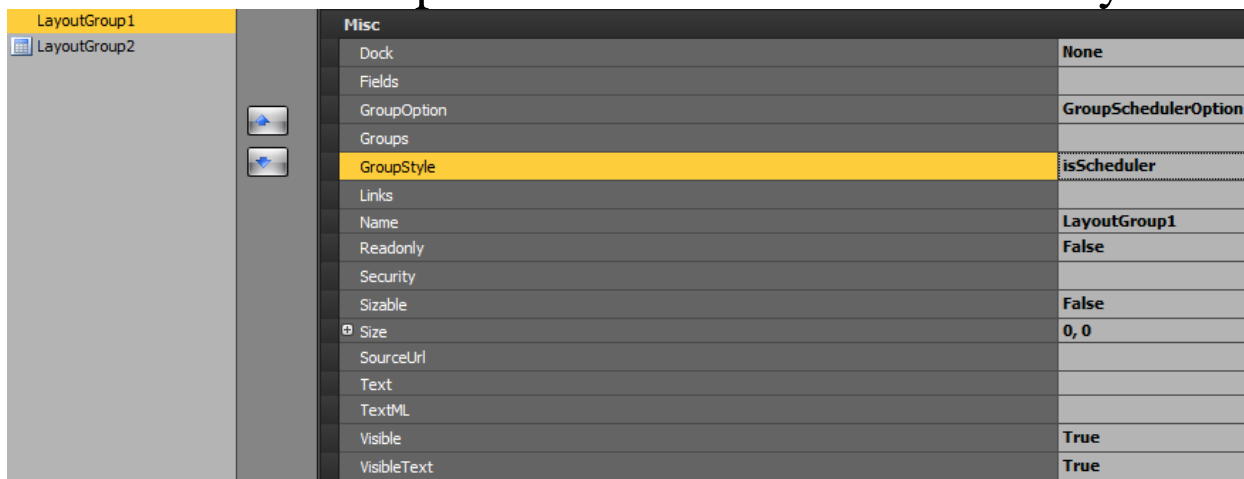 LayoutGroup1
LayoutGroup2
Misc
Dock None
Fields
GroupOption GroupSchedulerOption
Groups
GroupStyle isScheduler
Links
Name LayoutGroup1
Readonly False
Security
Sizable False
Size 0, 0
SourceUrl
Text
TextML
Visible True
VisibleText True